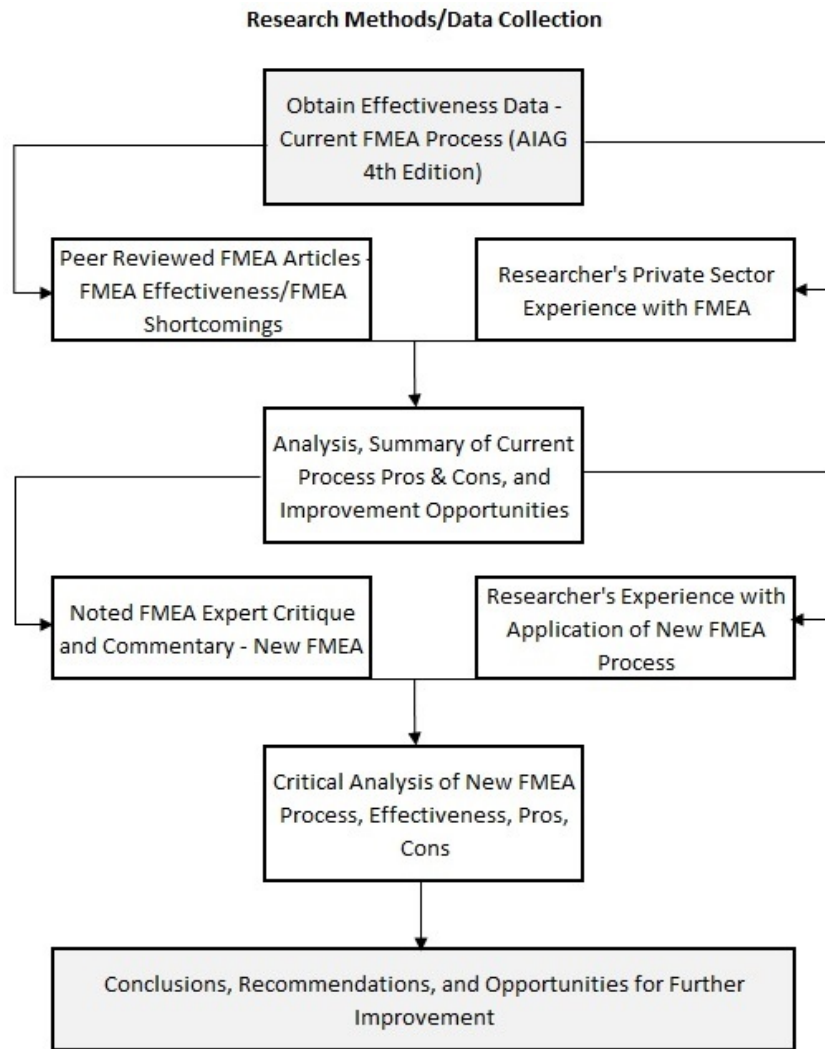 Research Methods/Data Collection
Obtain Effectiveness Data -
Current FMEA Process (AIAG
4th Edition)
Peer Reviewed FMEA Articles -
FMEA Effectiveness/FMEA
Shortcomings
Researcher's Private Sector
Experience with FMEA
Analysis, Summary of Current
Process Pros & Cons, and
Improvement Opportunities
Noted FMEA Expert Critique
and Commentary - New FMEA
Researcher's Experience with
Application of New FMEA
Process
Critical Analysis of New FMEA
Process, Effectiveness, Pros,
Cons
Conclusions, Recommendations, and Opportunities for Further
Improvement